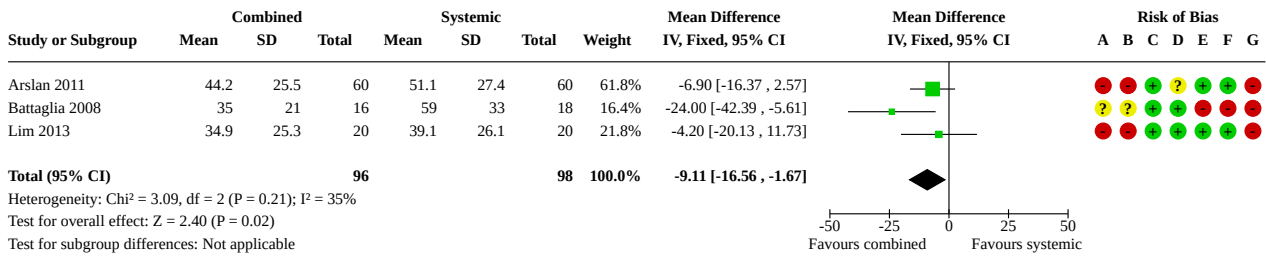 Combined Systemic Mean Difference Mean Difference Risk of Bias
Study or Subgroup Mean SD Total Mean SD Total Weight IV, Fixed, 95% CI IV, Fixed, 95% CI A B C D E F G
Arslan 2011 44.2 25.5 60 51.1 27.4 60 61.8% -6.90 [-16.37 , 2.57] - - + ? + + -
Battaglia 2008 35 21 16 59 33 18 16.4% -24.00 [-42.39 , -5.61] ? ? + + - - -
Lim 2013 34.9 25.3 20 39.1 26.1 20 21.8% -4.20 [-20.13 , 11.73] - - + + + + -
Total (95% CI) 96 98 100.0% -9.11 [-16.56 , -1.67]
Heterogeneity: Chi² = 3.09, df = 2 (P = 0.21); I² = 35%
Test for overall effect: Z = 2.40 (P = 0.02)
Test for subgroup differences: Not applicable
-50 -25 0 25 50
Favours combined Favours systemic